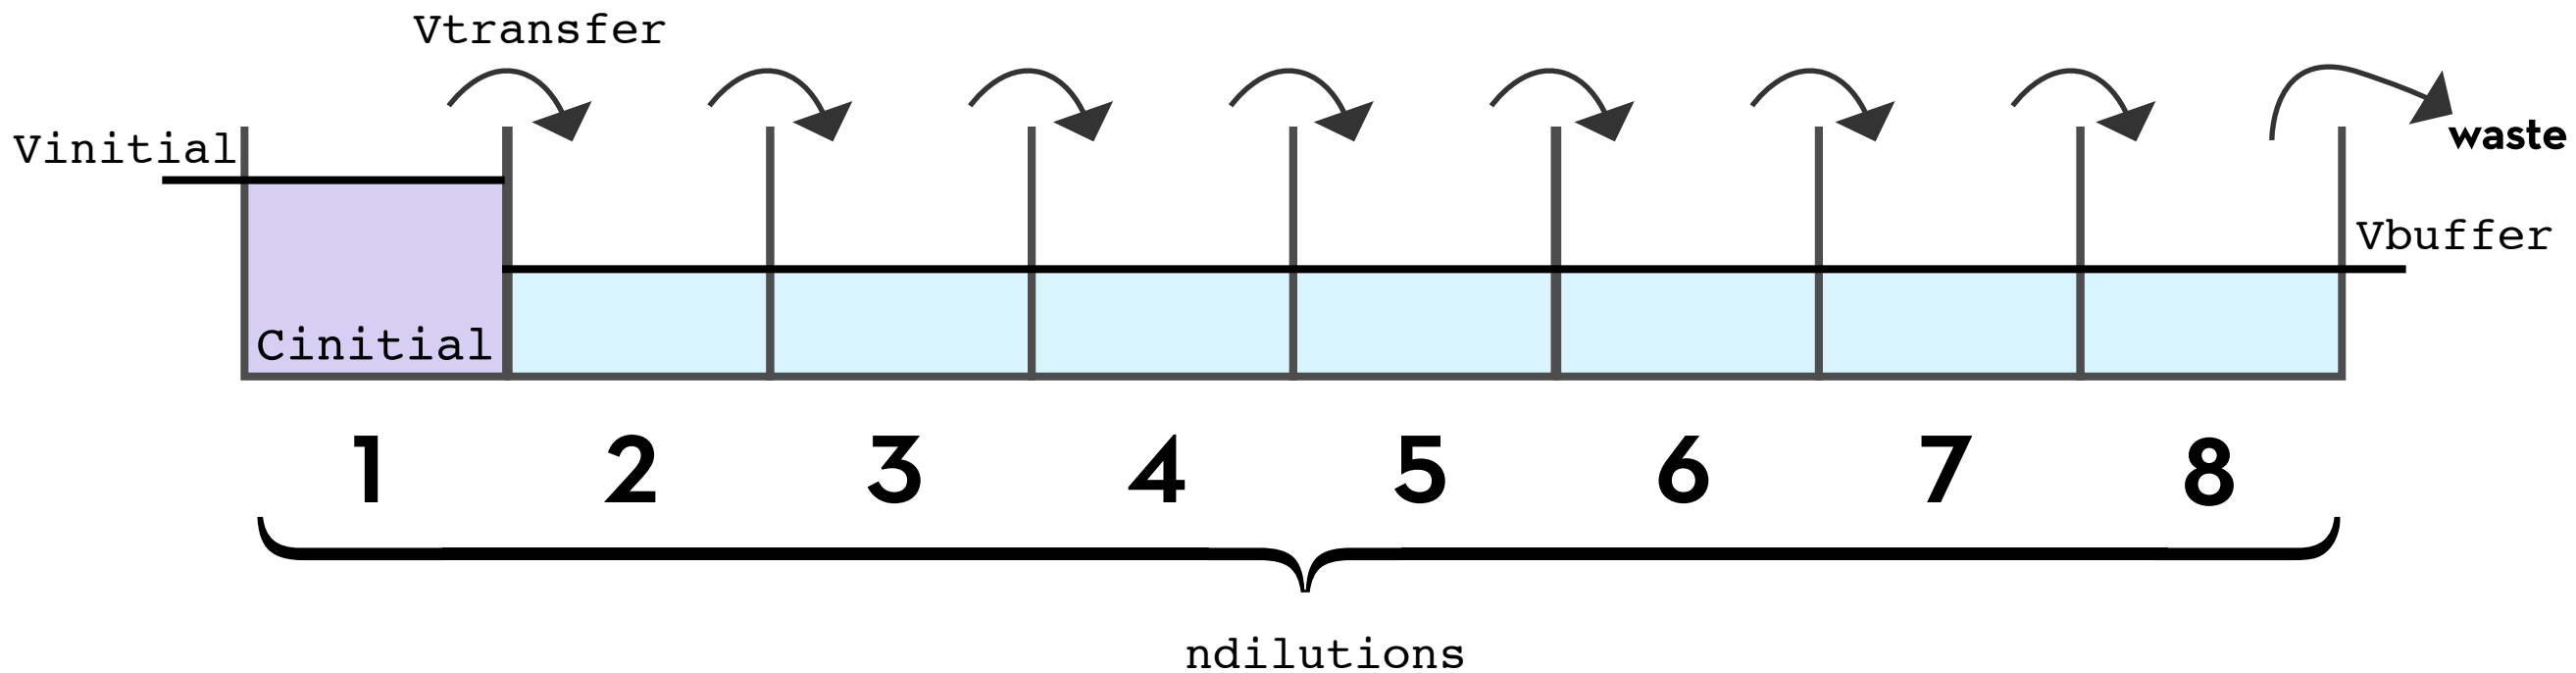 Vtransfer
Vinitial
waste
Vbuffer
Cinitial
1 2 3 4 5 6 7 8
ndilutions